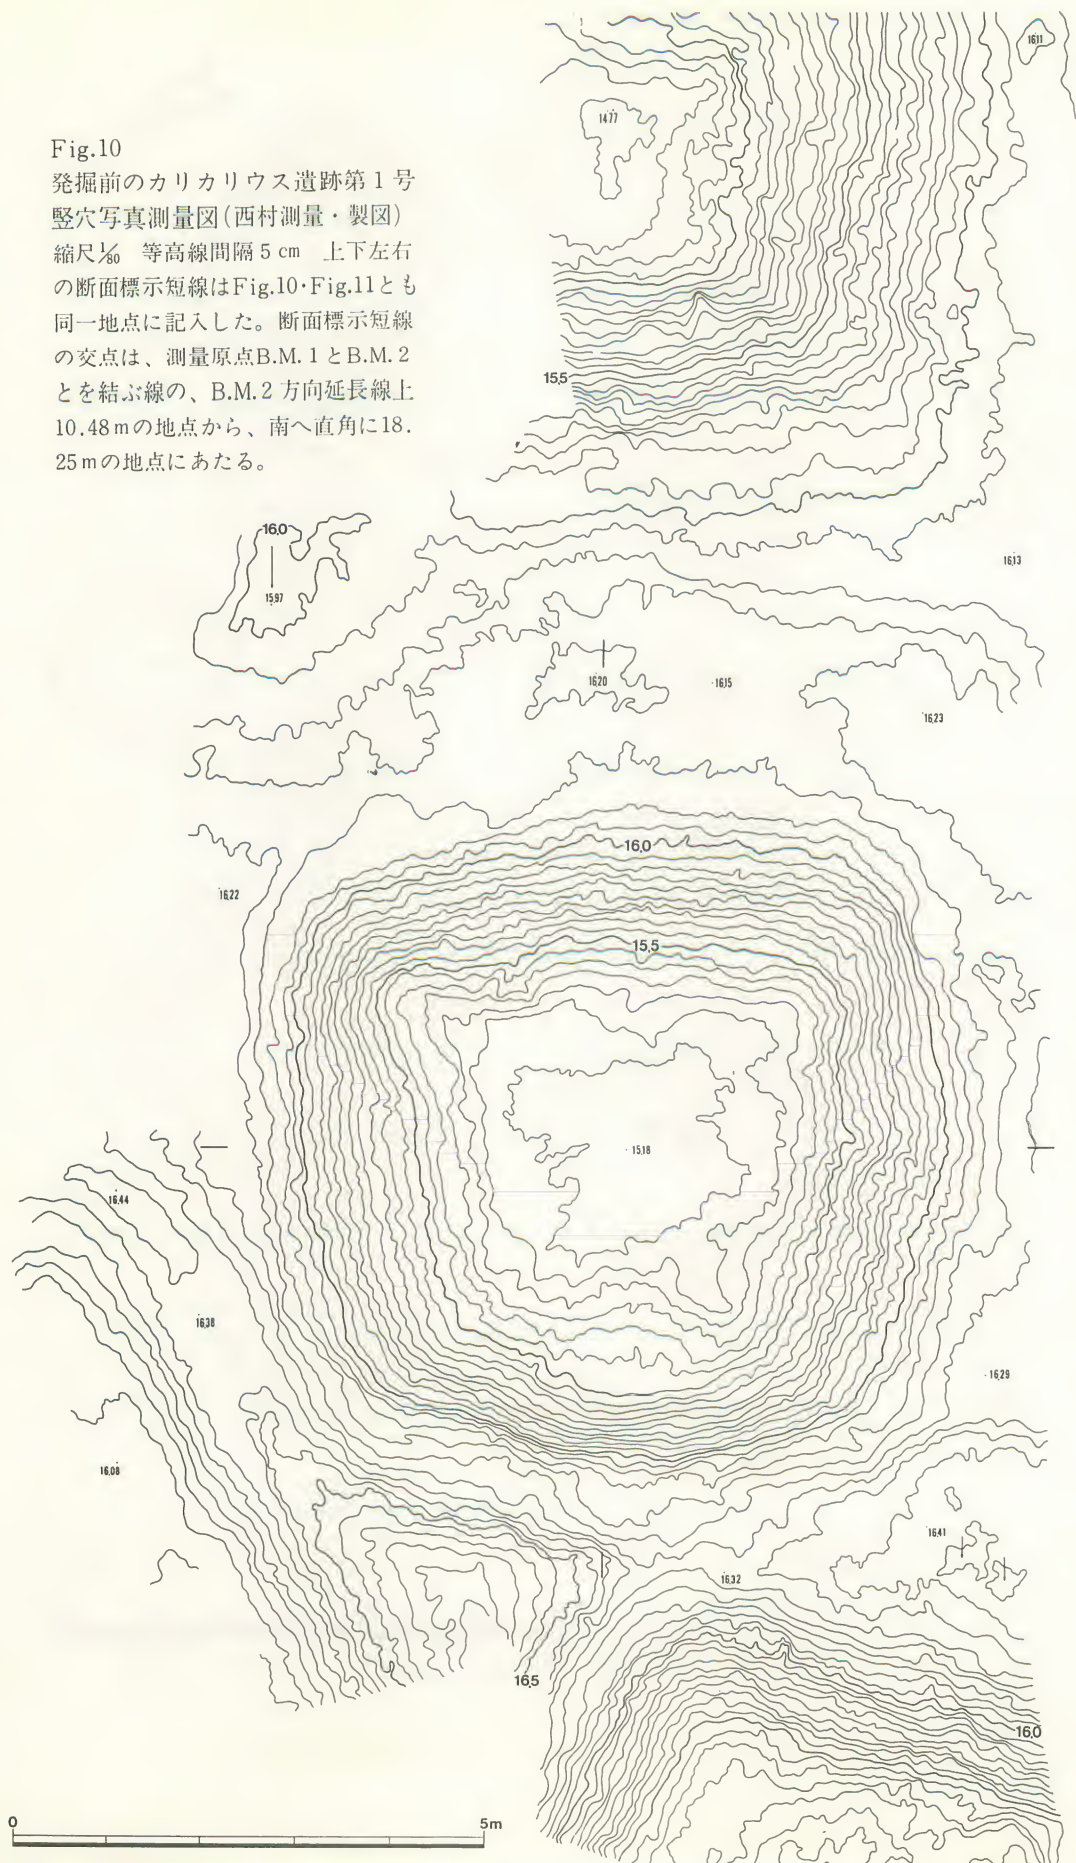 Fig.10
発掘前のカリカリウス遺跡第1号
竪穴写真測量図(西村測量・製図)
縮尺1/80 等高線間隔5cm 上下左右
の断面標示短線はFig.10・Fig.11とも
同一地点に記入した。断面標示短線
の交点は、測量原点B.M.1とB.M.2
とを結ぶ線の、B.M.2方向延長線上
10.48mの地点から、南へ直角に18.
25mの地点にあたる。
16.11
14.77
15.5
16.0
15.97
16.13
16.20
16.15
16.23
16.0
16.22
15.5
15.18
16.44
16.38
16.29
16.08
16.41
16.32
16.5
16.0
0 5m